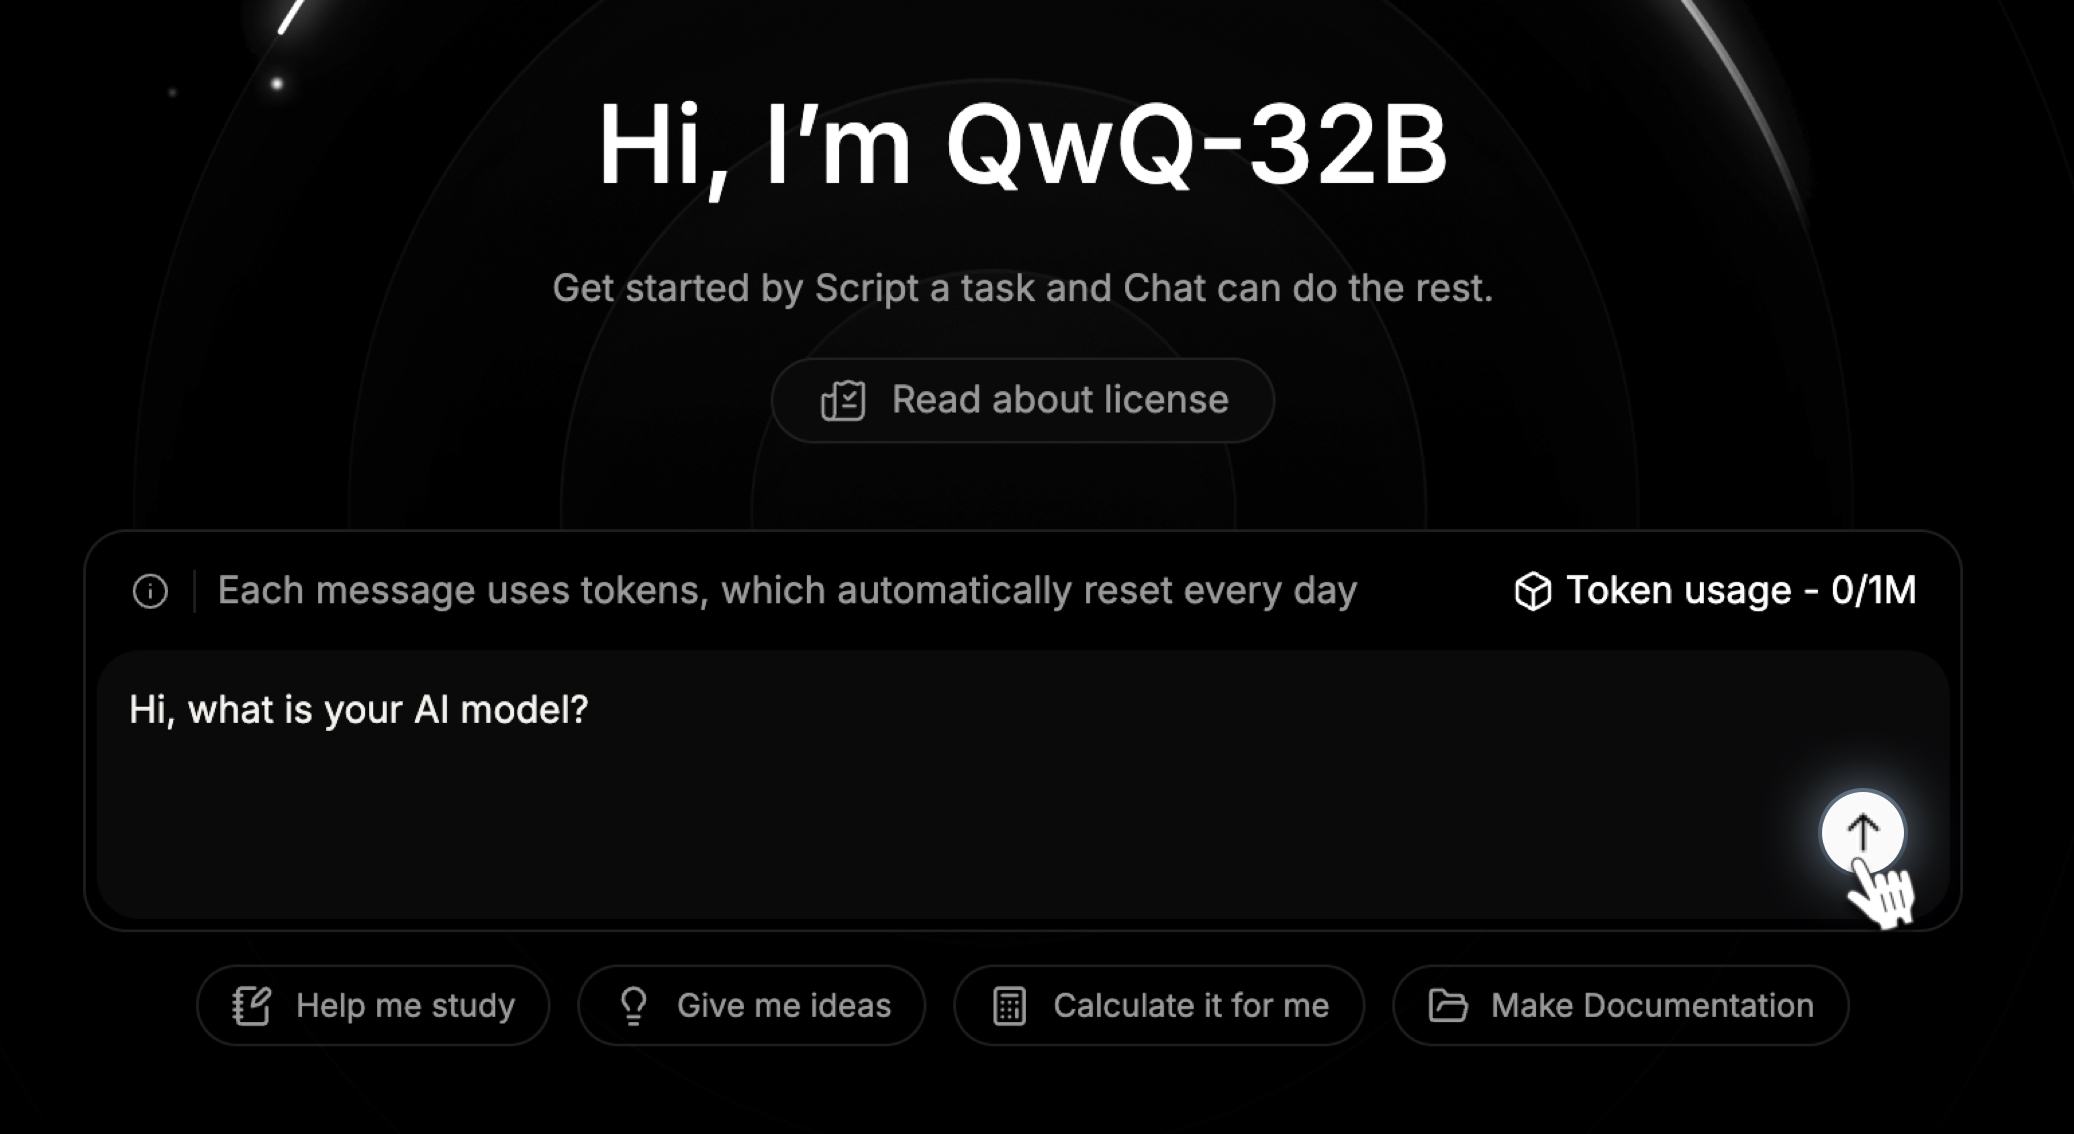 Hi, I’m QwQ-32B
Get started by Script a task and Chat can do the rest.
Read about license
Each message uses tokens, which automatically reset every day
Token usage - 0/1M
Hi, what is your AI model?
Help me study
Give me ideas
Calculate it for me
Make Documentation